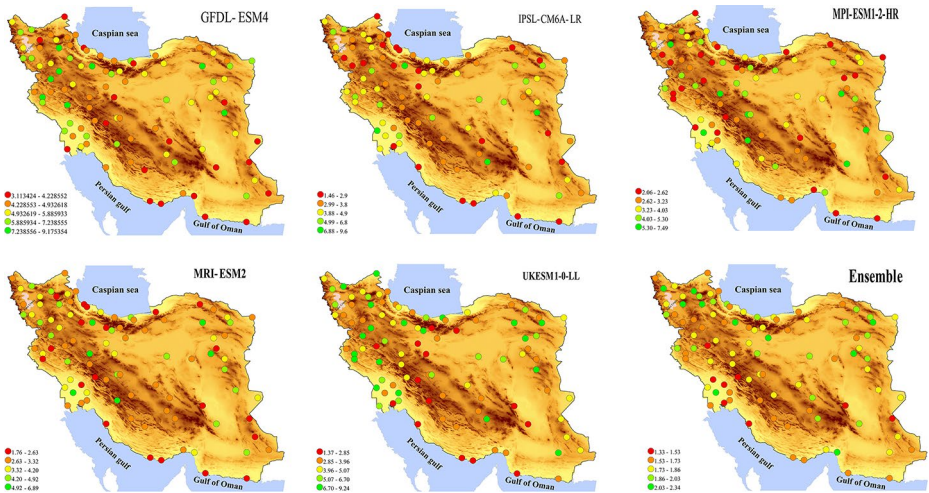 GFDL- ESM4
Caspian sea
Persian gulf
Gulf of Oman
3.113424 - 4.228552
4.228553 - 4.932618
4.932619 - 5.885933
5.885934 - 7.238555
7.238556 - 9.175354
IPSL-CM6A- LR
Caspian sea
Persian gulf
Gulf of Oman
1.46 - 2.9
2.99 - 3.8
3.88 - 4.9
4.99 - 6.8
6.88 - 9.6
MPI-ESM1-2-HR
Caspian sea
Persian gulf
Gulf of Oman
2.06 - 2.62
2.62 - 3.23
3.23 - 4.03
4.03 - 5.30
5.30 - 7.49
MRI- ESM2
Caspian sea
Persian gulf
Gulf of Oman
1.76 - 2.63
2.63 - 3.32
3.32 - 4.20
4.20 - 4.92
4.92 - 6.89
UKESM1-0-LL
Caspian sea
Persian gulf
Gulf of Oman
1.37 - 2.85
2.85 - 3.96
3.96 - 5.07
5.07 - 6.70
6.70 - 9.24
Ensemble
Caspian sea
Persian gulf
Gulf of Oman
1.33 - 1.53
1.53 - 1.73
1.73 - 1.86
1.86 - 2.03
2.03 - 2.34